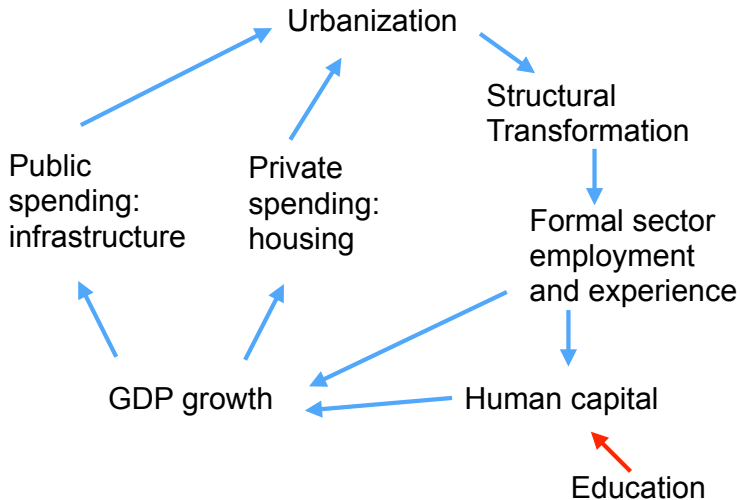 Urbanization
Structural
Transformation
Public
spending:
infrastructure
Private
spending:
housing
Formal sector
employment
and experience
GDP growth
Human capital
Education